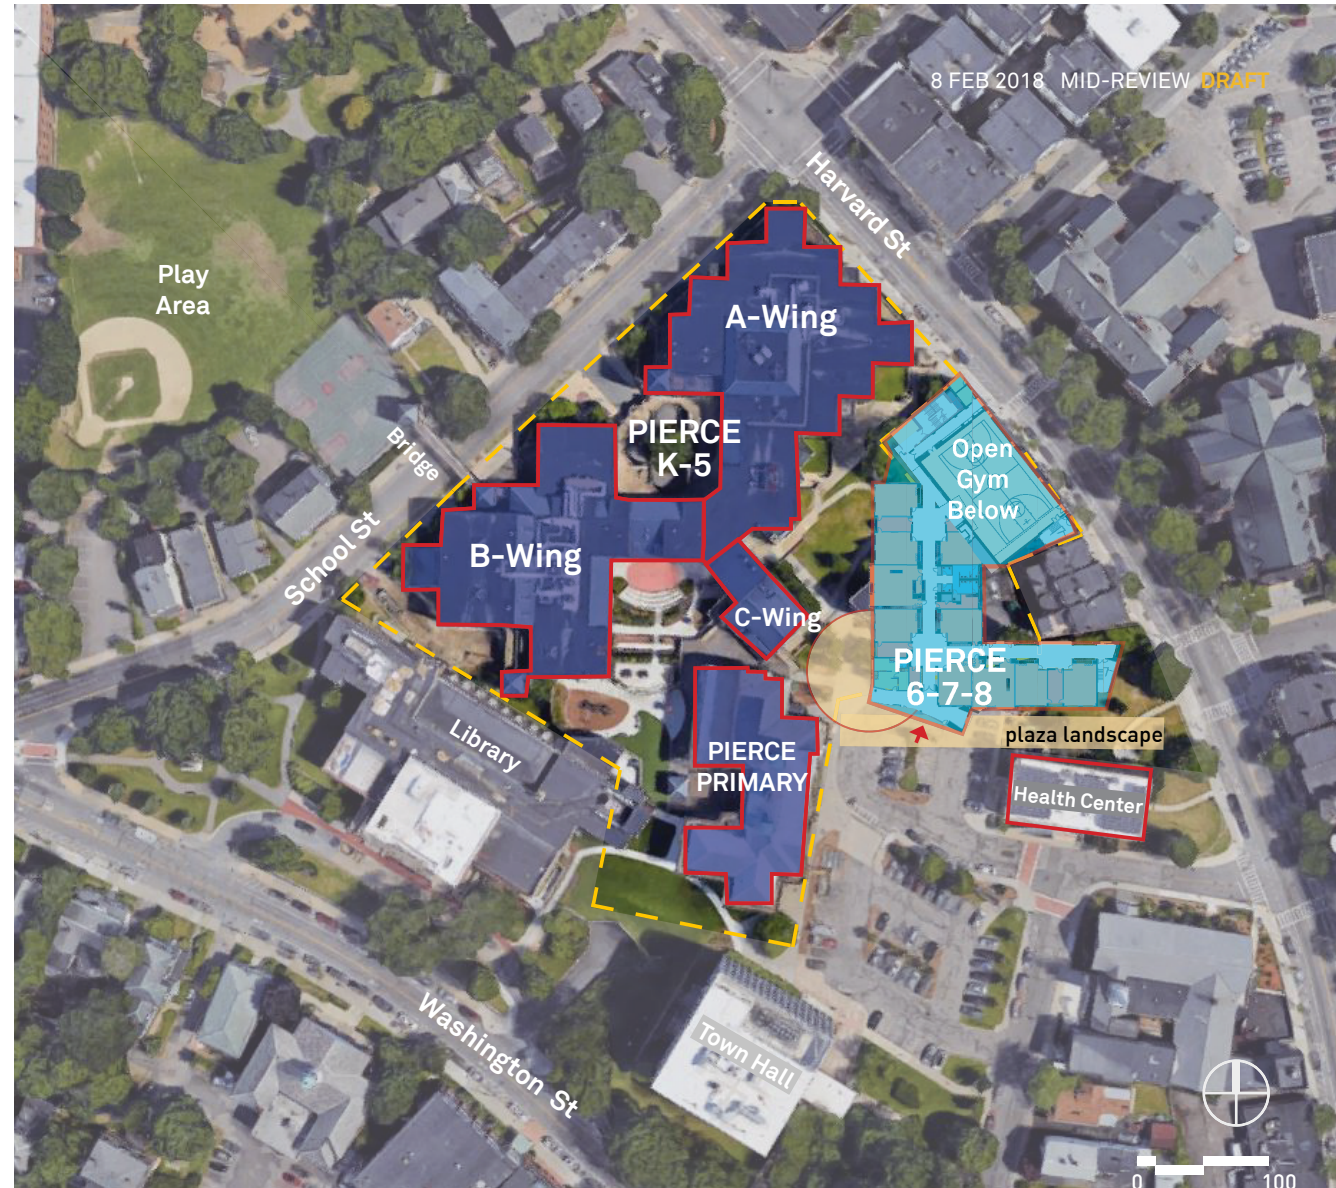 8 FEB 2018 MID-REVIEW DRAFT
Harvard St
Play
Area
A-Wing
PIERCE
K-5
Bridge
Open
Gym
Below
School St
B-Wing
C-Wing
PIERCE
6-7-8
Library
PIERCE
PRIMARY
plaza landscape
Health Center
Washington St
Town Hall
0 100